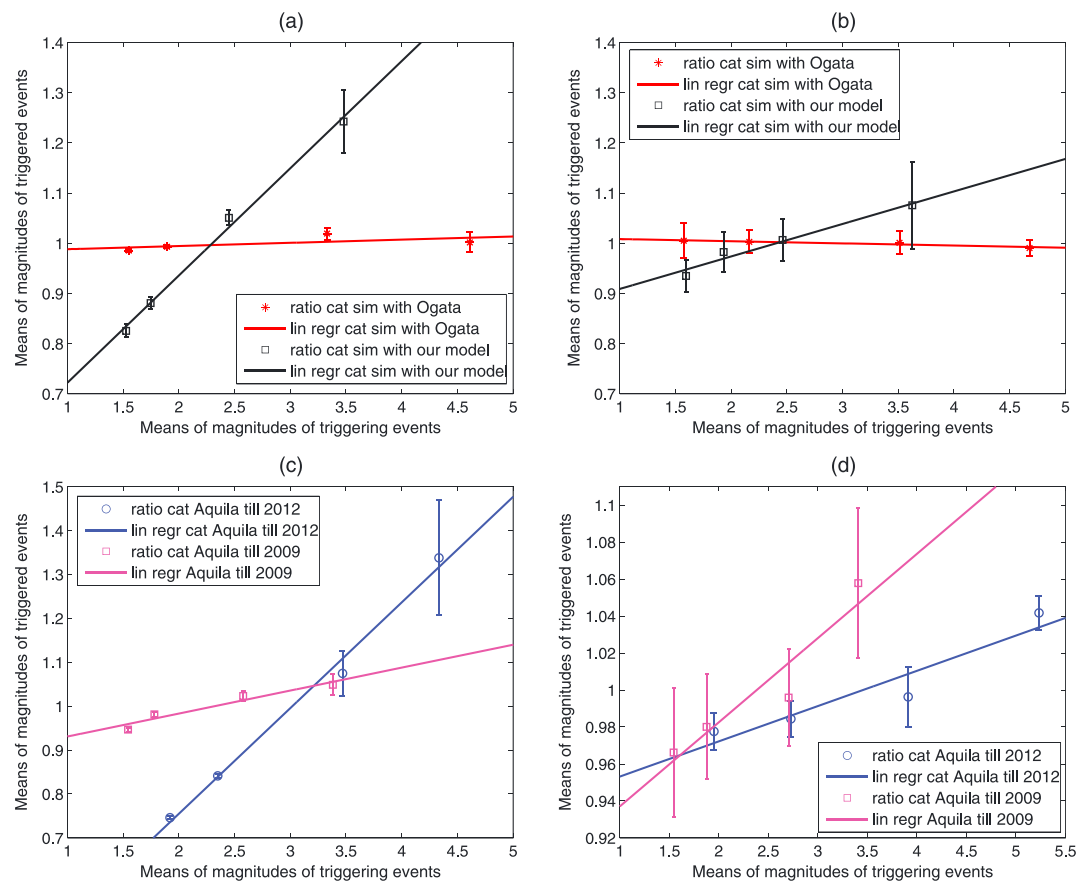 (a)
1.4
1.3
1.2
1.1
1
0.9
0.8
0.7
1
1.5
2
2.5
3
3.5
4
4.5
5
Means of magnitudes of triggered events
Means of magnitudes of triggering events
ratio cat sim with Ogata
lin regr cat sim with Ogata
ratio cat sim with our model
lin regr cat sim with our model
(b)
1.4
1.3
1.2
1.1
1
0.9
0.8
0.7
1
1.5
2
2.5
3
3.5
4
4.5
5
Means of magnitudes of triggered events
Means of magnitudes of triggering events
ratio cat sim with Ogata
lin regr cat sim with Ogata
ratio cat sim with our model
lin regr cat sim with our model
(c)
1.5
1.4
1.3
1.2
1.1
1
0.9
0.8
0.7
1
1.5
2
2.5
3
3.5
4
4.5
5
Means of magnitudes of triggered events
Means of magnitudes of triggering events
ratio cat Aquila till 2012
lin regr cat Aquila till 2012
ratio cat Aquila till 2009
lin regr Aquila till 2009
(d)
1.1
1.08
1.06
1.04
1.02
1
0.98
0.96
0.94
0.92
1
1.5
2
2.5
3
3.5
4
4.5
5
5.5
Means of magnitudes of triggered events
Means of magnitudes of triggering events
ratio cat Aquila till 2012
lin regr cat Aquila till 2012
ratio cat Aquila till 2009
lin regr Aquila till 2009